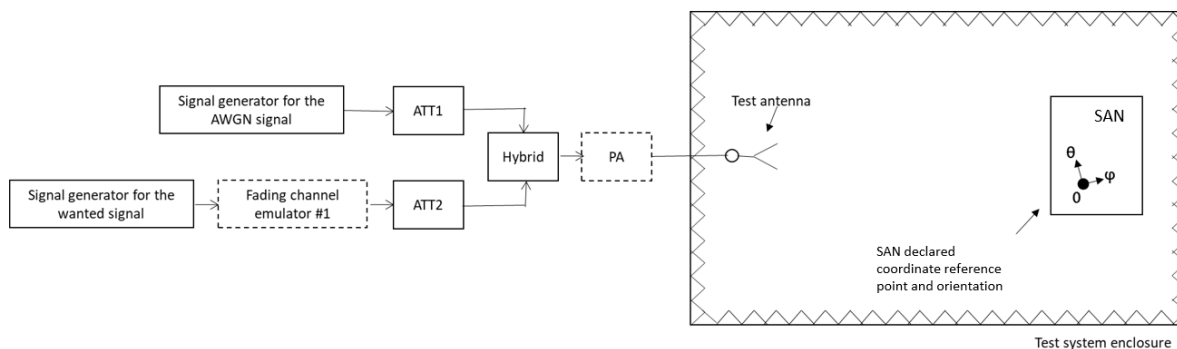 Signal generator for the
AWGN signal
ATT1
Hybrid
PA
Signal generator for the
wanted signal
Fading channel
emulator #1
ATT2
Test antenna
SAN
θ
φ
0
SAN declared
coordinate reference
point and orientation
Test system enclosure